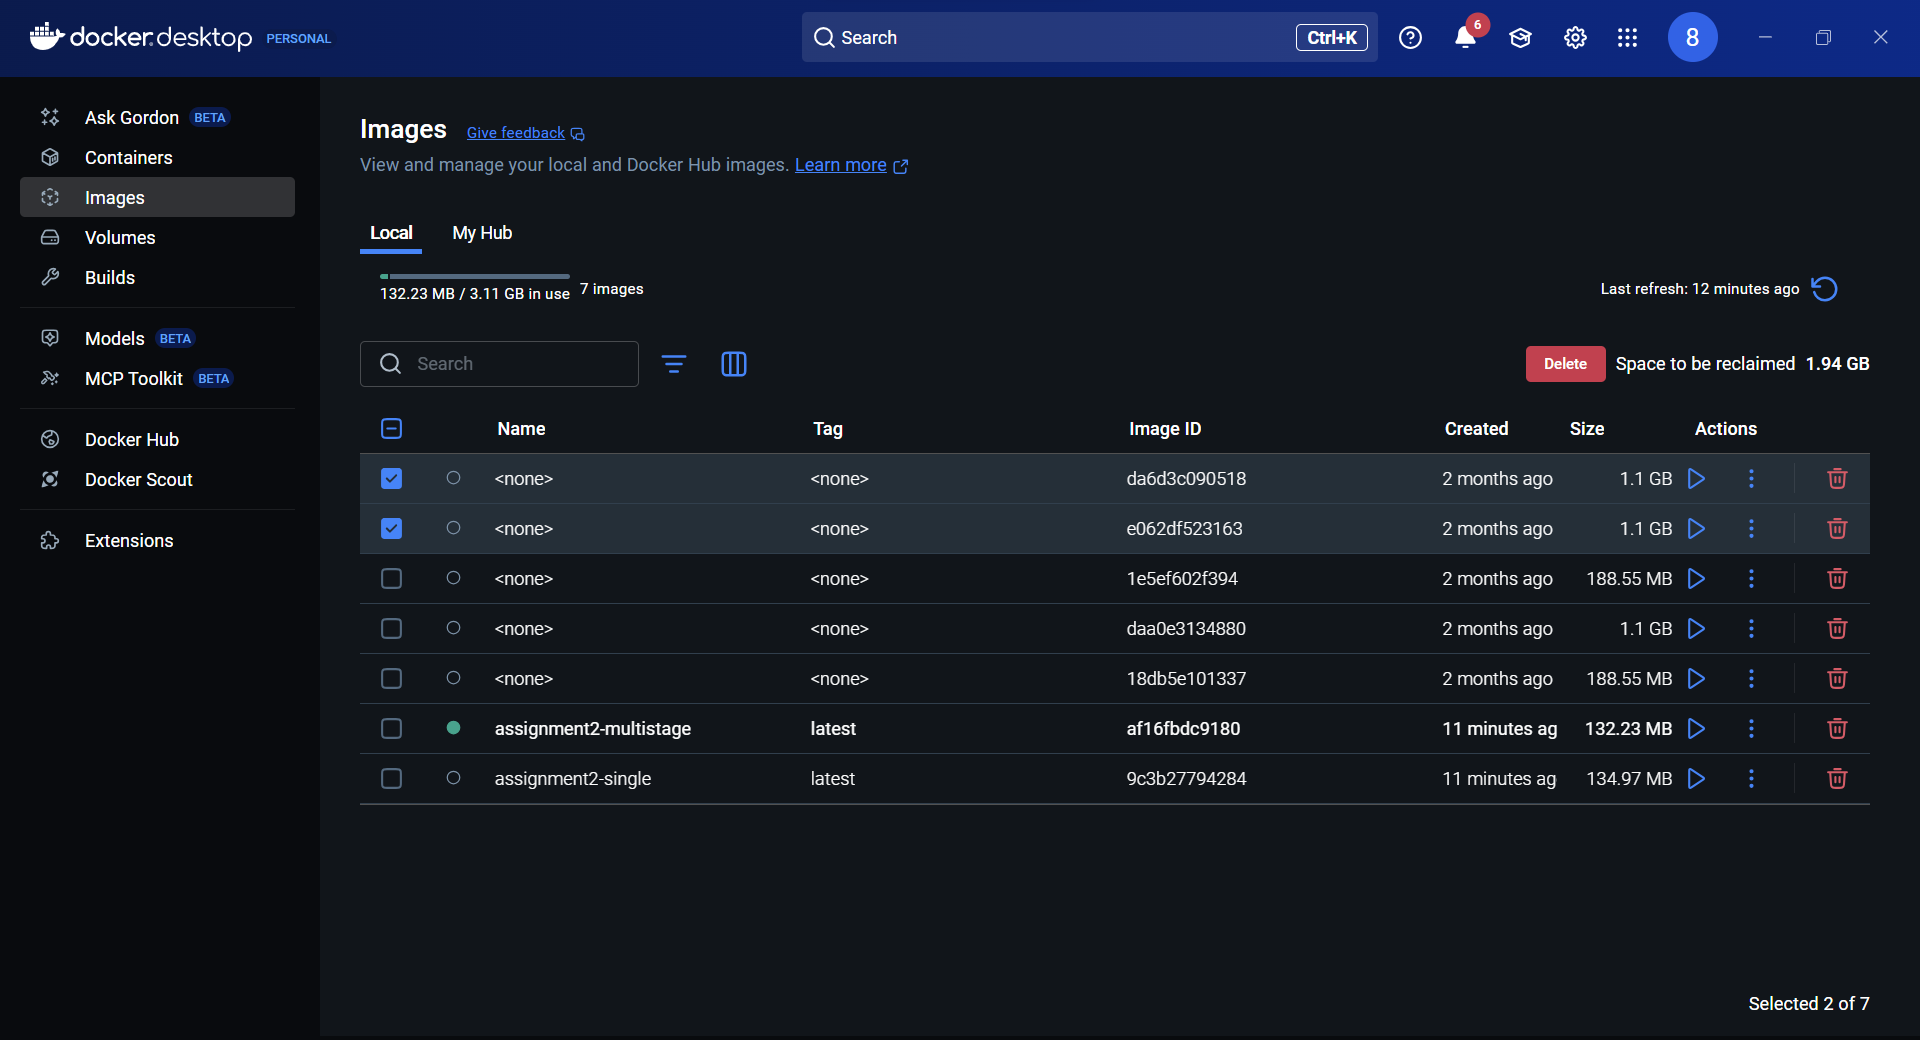 docker.desktop PERSONAL
Search Ctrl+K
6
8
Ask Gordon BETA
Containers
Images
Volumes
Builds
Models BETA
MCP Toolkit BETA
Docker Hub
Docker Scout
Extensions
Images Give feedback
View and manage your local and Docker Hub images. Learn more
Local My Hub
132.23 MB / 3.11 GB in use 7 images
Last refresh: 12 minutes ago
Search
Delete Space to be reclaimed 1.94 GB
Name Tag Image ID Created Size Actions
<none> <none> da6d3c090518 2 months ago 1.1 GB
<none> <none> e062df523163 2 months ago 1.1 GB
<none> <none> 1e5ef602f394 2 months ago 188.55 MB
<none> <none> daa0e3134880 2 months ago 1.1 GB
<none> <none> 18db5e101337 2 months ago 188.55 MB
assignment2-multistage latest af16fbdc9180 11 minutes ag 132.23 MB
assignment2-single latest 9c3b27794284 11 minutes ag 134.97 MB
Selected 2 of 7